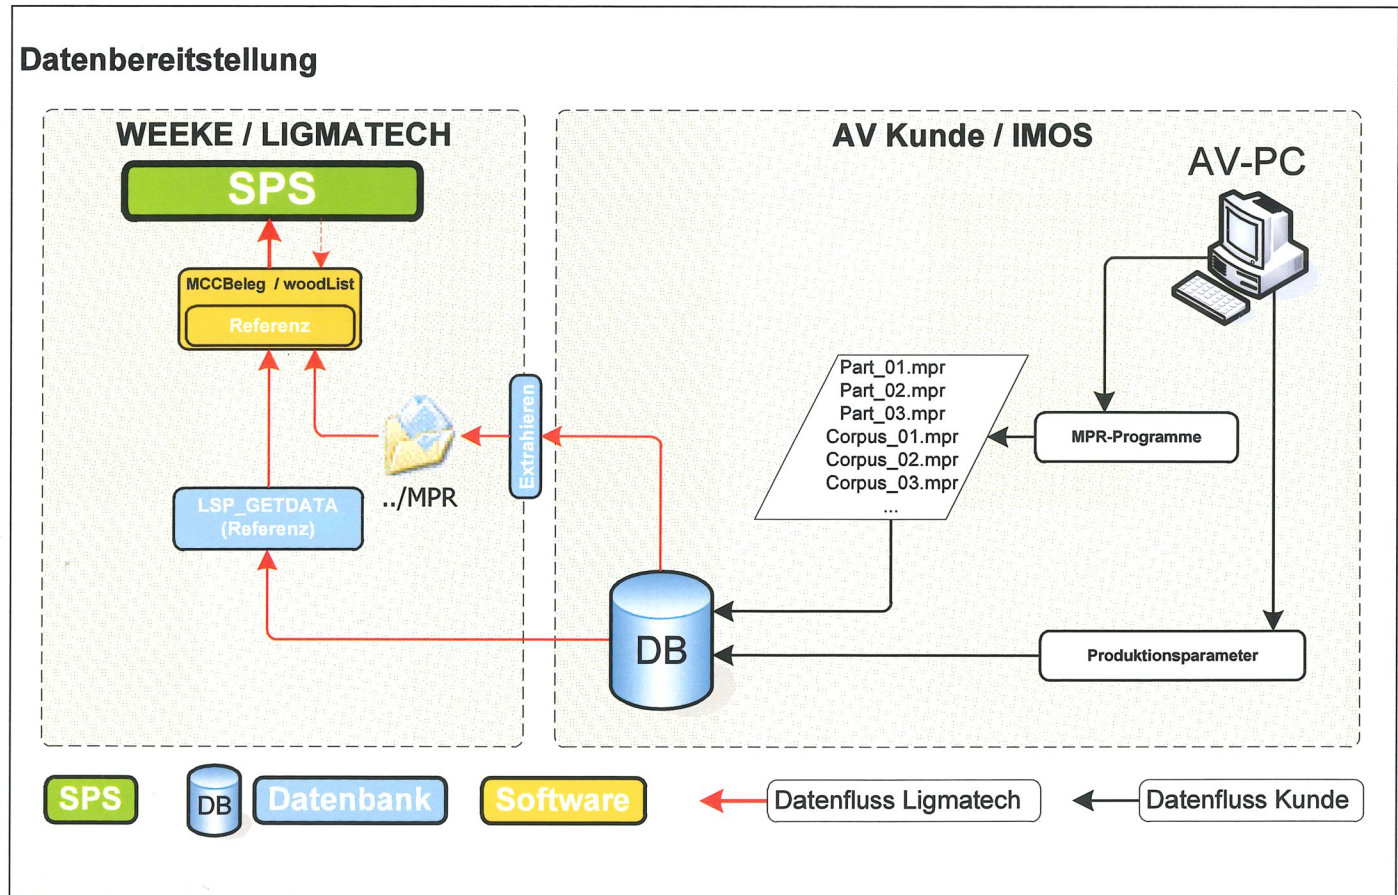 Datenbereitstellung
WEEKE / LIGMATECH
SPS
MCCBeleg / woodList
Referenz
Extrahieren
../MPR
LSP_GETDATA
(Referenz)
AV Kunde / IMOS
AV-PC
Part_01.mpr
Part_02.mpr
Part_03.mpr
Corpus_01.mpr
Corpus_02.mpr
Corpus_03.mpr
...
MPR-Programme
DB
Produktionsparameter
SPS
DB
Datenbank
Software
Datenfluss Ligmatech
Datenfluss Kunde